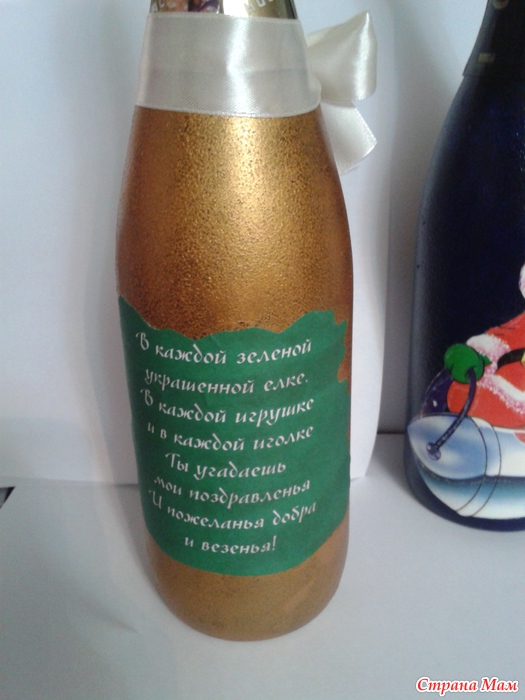 В каждой зеленой
украшенной елке.
В каждой игрушке
и в каждой иголке
Ты угадаешь
мои поздравленья
И пожеланья добра
и везенья!
Страна Мам